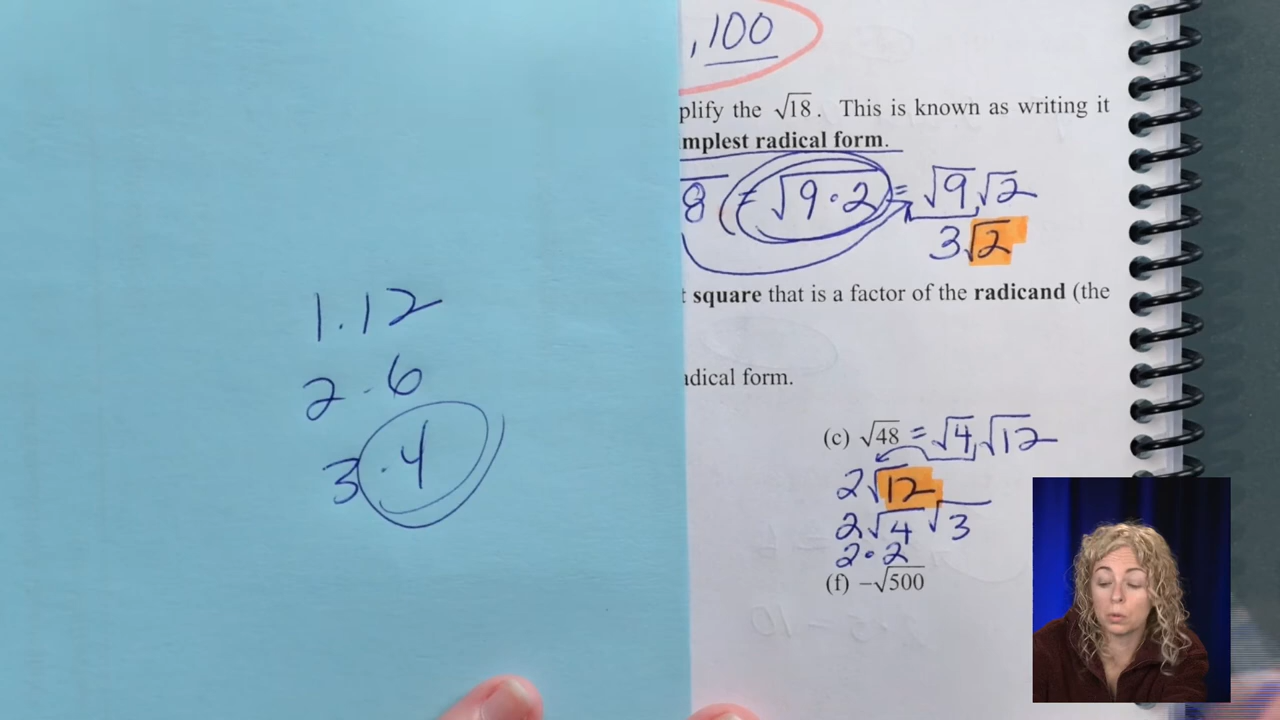 1.12
2.6
3.4
,100
plify the √18. This is known as writing it
mplest radical form.
8 = √9·2 = √9 √2
3√2
t square that is a factor of the radicand (the
adical form.
(c) √48 = √4 √12
2√12
2√4 √3
2·2
(f) −√500